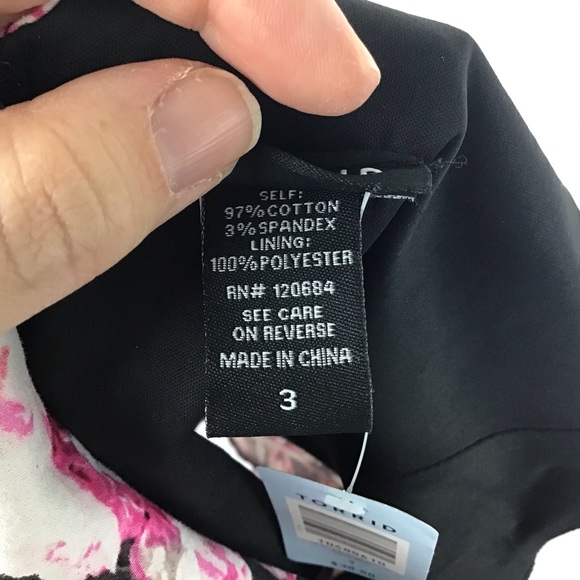 SELF:
97% COTTON
3% SPANDEX
LINING:
100% POLYESTER
RN# 120684
SEE CARE
ON REVERSE
MADE IN CHINA
3
TORRID